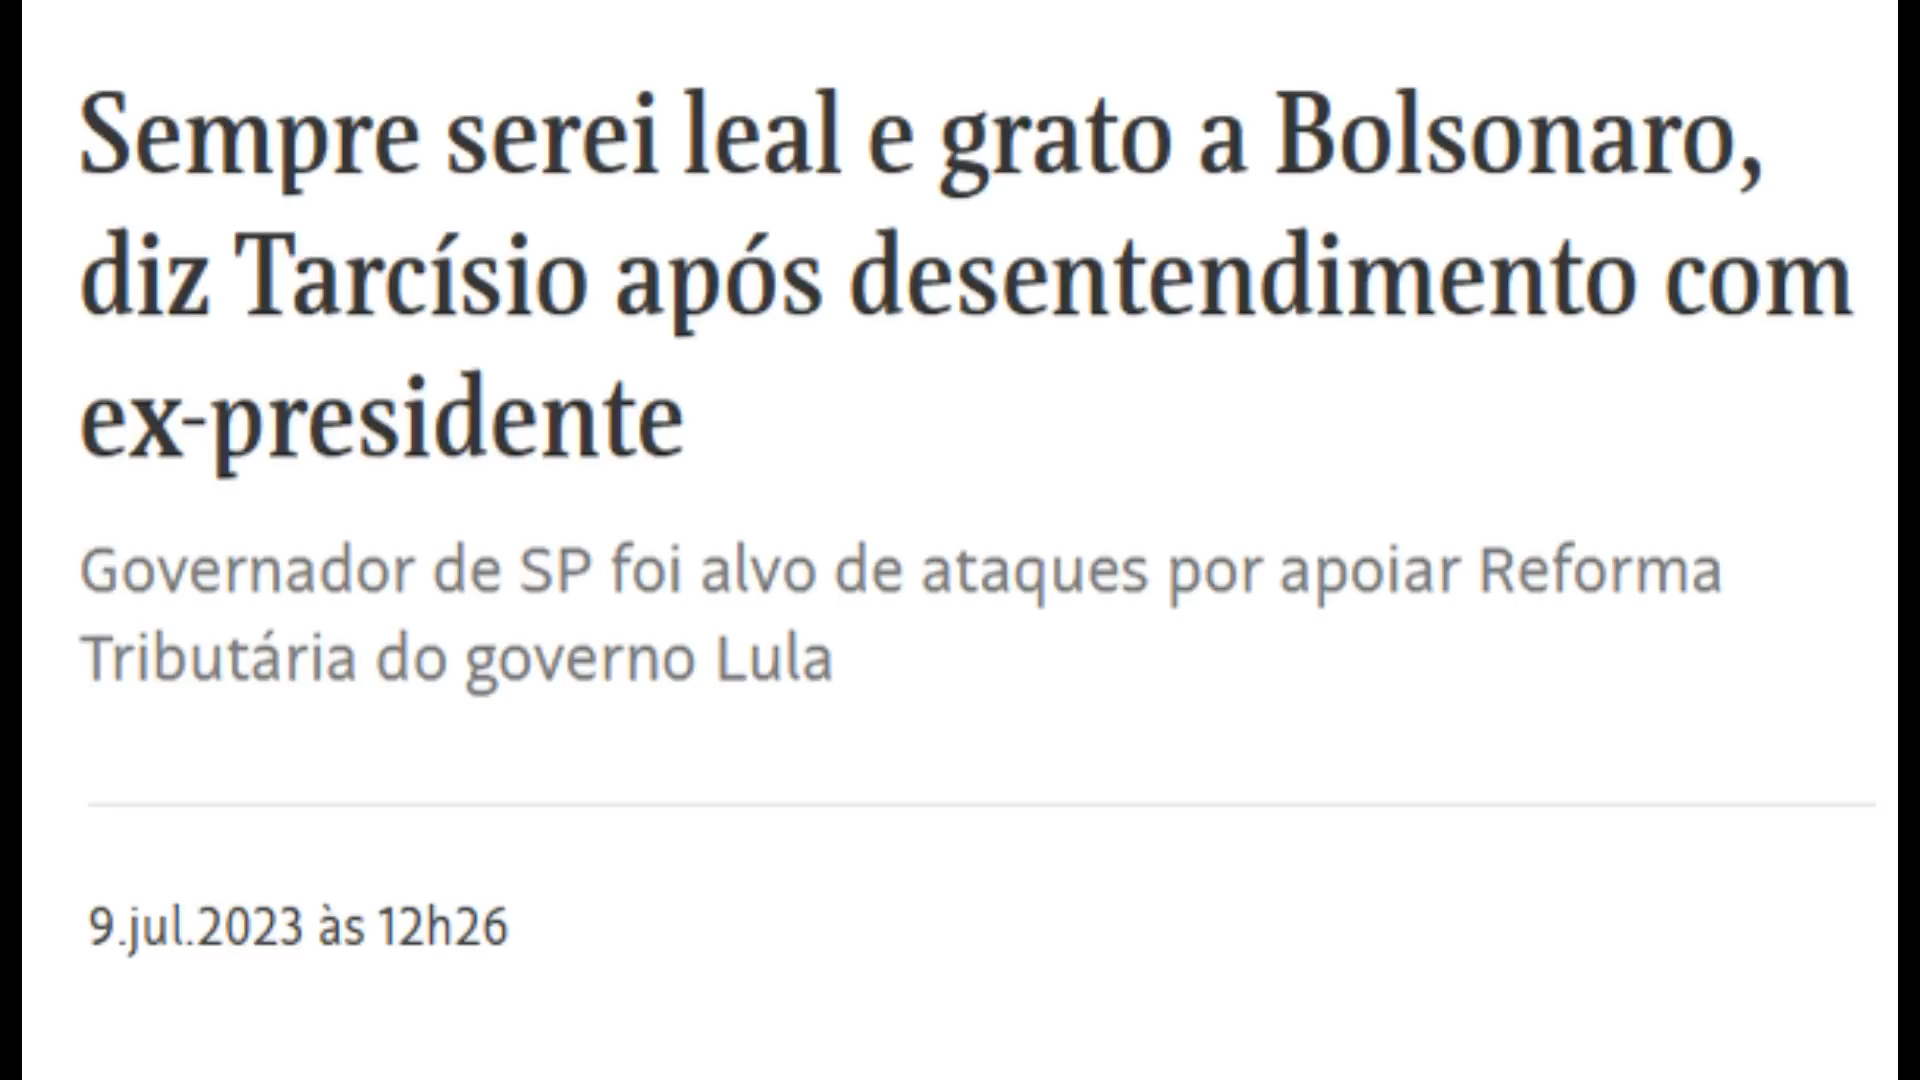 Sempre serei leal e grato a Bolsonaro,
diz Tarcísio após desentendimento com
ex-presidente
Governador de SP foi alvo de ataques por apoiar Reforma
Tributária do governo Lula
9.jul.2023 às 12h26